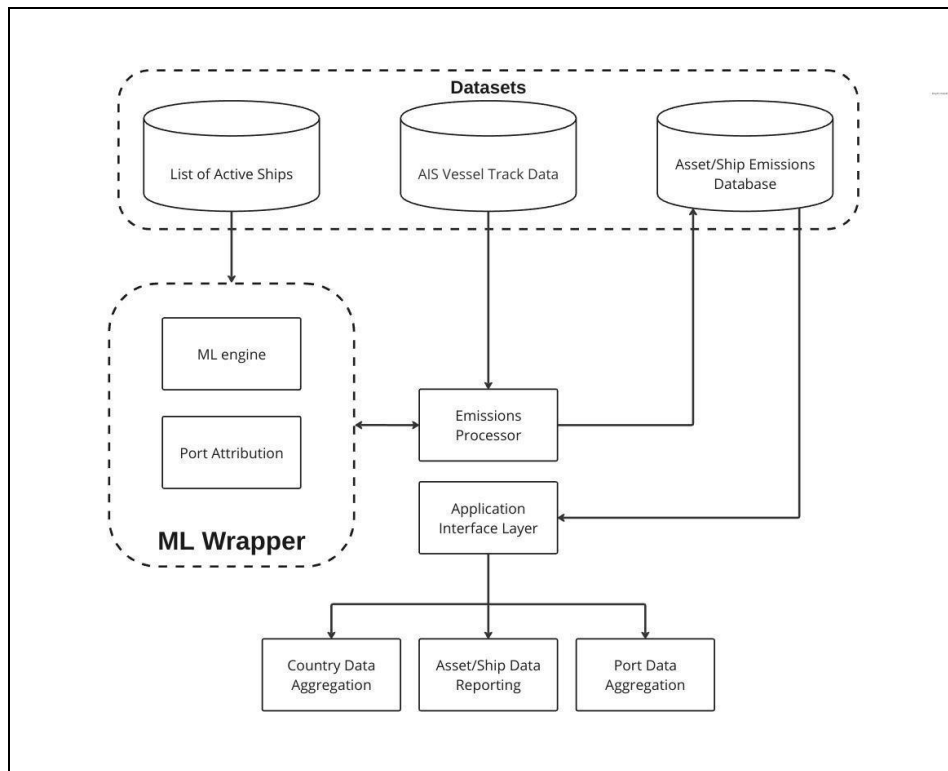 Datasets
List of Active Ships
AIS Vessel Track Data
Asset/Ship Emissions
Database
ML engine
Port Attribution
ML Wrapper
Emissions
Processor
Application
Interface Layer
Country Data
Aggregation
Asset/Ship Data
Reporting
Port Data
Aggregation